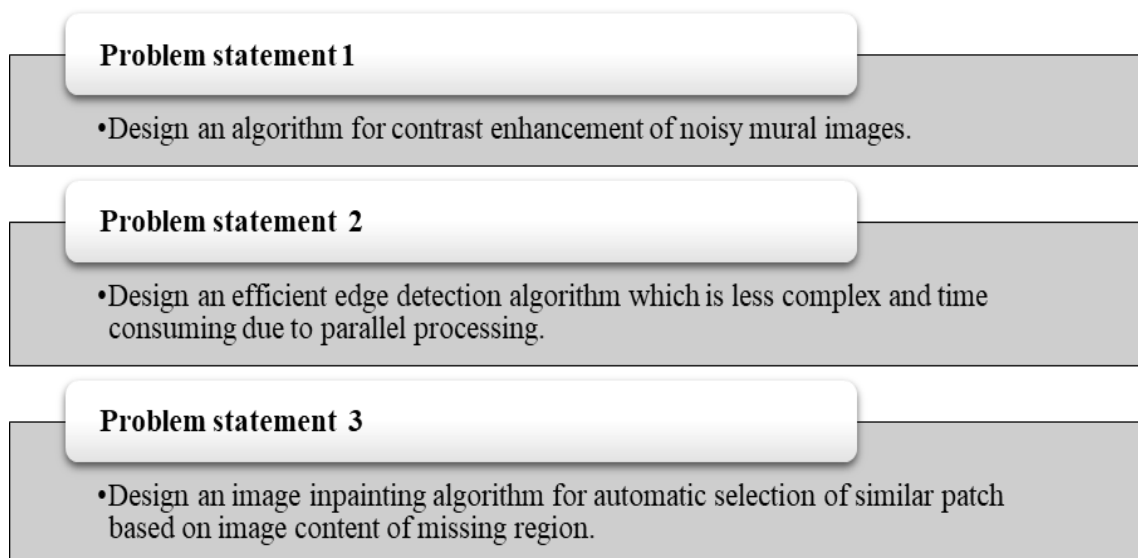 Problem statement 1
•Design an algorithm for contrast enhancement of noisy mural images.
Problem statement 2
•Design an efficient edge detection algorithm which is less complex and time
consuming due to parallel processing.
Problem statement 3
•Design an image inpainting algorithm for automatic selection of similar patch
based on image content of missing region.